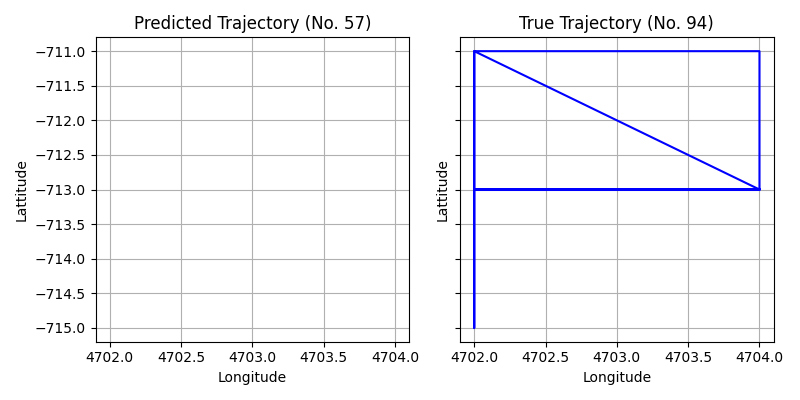 Predicted Trajectory (No. 57)
Lattitude
−711.0
−711.5
−712.0
−712.5
−713.0
−713.5
−714.0
−714.5
−715.0
4702.0 4702.5 4703.0 4703.5 4704.0
Longitude
True Trajectory (No. 94)
Lattitude
4702.0 4702.5 4703.0 4703.5 4704.0
Longitude